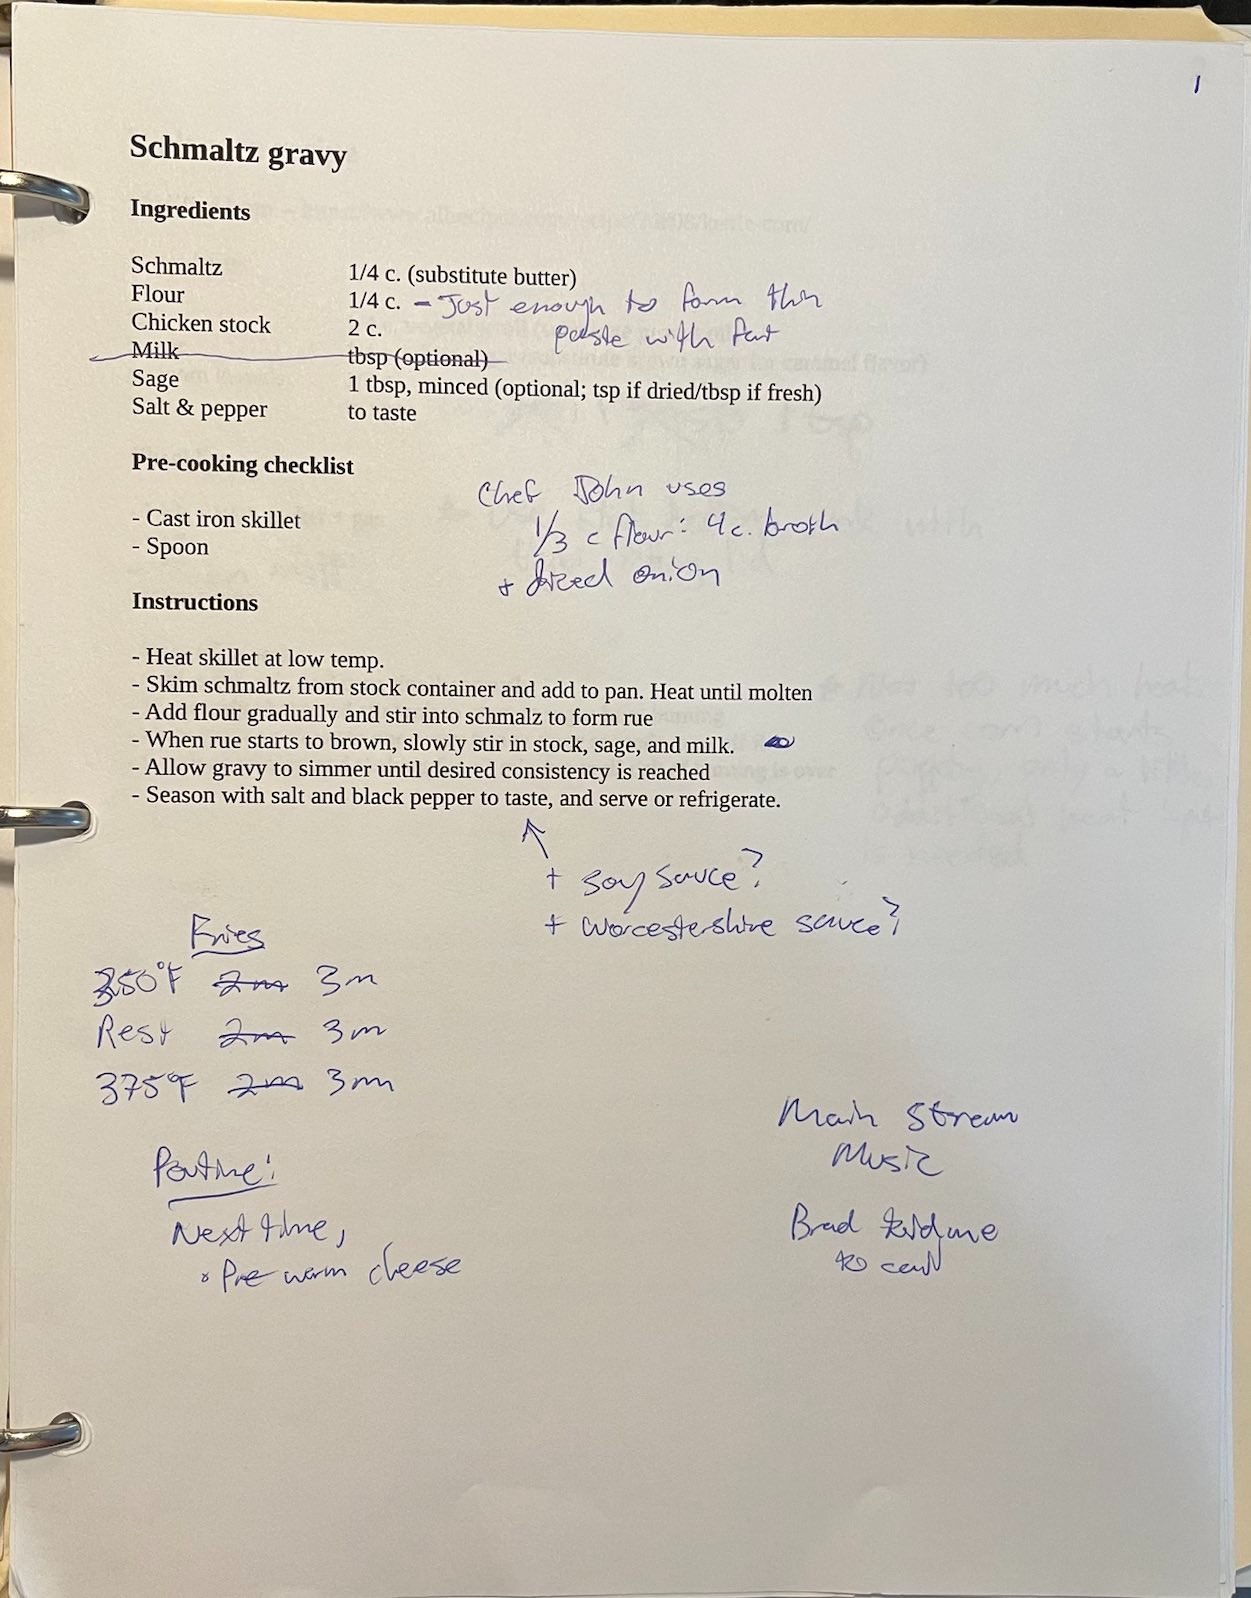 1
Schmaltz gravy
Ingredients
Schmaltz 1/4 c. (substitute butter)
Flour 1/4 c. - Just enough to form thin
paste with fat
Chicken stock 2 c.
Milk tbsp (optional)
Sage 1 tbsp, minced (optional; tsp if dried/tbsp if fresh)
Salt & pepper to taste
Pre-cooking checklist
- Cast iron skillet
- Spoon
Chef John uses
1/3 c flour: 4c. broth
+ diced onion
Instructions
- Heat skillet at low temp.
- Skim schmaltz from stock container and add to pan. Heat until molten
- Add flour gradually and stir into schmalz to form rue
- When rue starts to brown, slowly stir in stock, sage, and milk.
- Allow gravy to simmer until desired consistency is reached
- Season with salt and black pepper to taste, and serve or refrigerate.
+ soy sauce?
+ Worcestershire sauce?
Fries
350°F 2m 3m
Rest 2m 3m
375°F 2m 3m
Poutine:
Next time,
• Pre warm cheese
Main Stream
Music
Brad
to